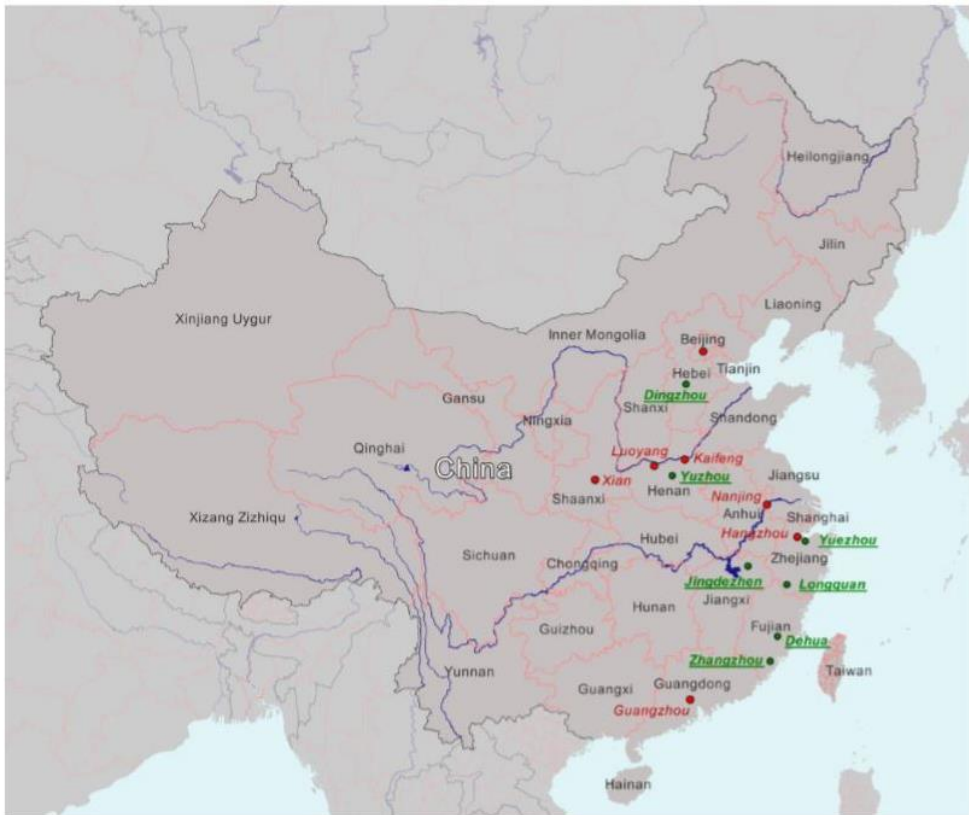 Heilongjiang
Jilin
Liaoning
Xinjiang Uygur
Inner Mongolia
Beijing
Hebei
Tianjin
Dingzhou
Gansu
Shanxi
Ningxia
Shandong
Qinghai
China
Luoyang
Kaifeng
Xian
Yuzhou
Jiangsu
Henan
Shaanxi
Nanjing
Anhui
Xizang Zizhiqu
Shanghai
Hangzhou
Hubei
Yuezhou
Sichuan
Chongqing
Zhejiang
Jingdezhen
Longquan
Jiangxi
Hunan
Guizhou
Fujian
Dehua
Zhangzhou
Yunnan
Taiwan
Guangxi
Guangdong
Guangzhou
Hainan